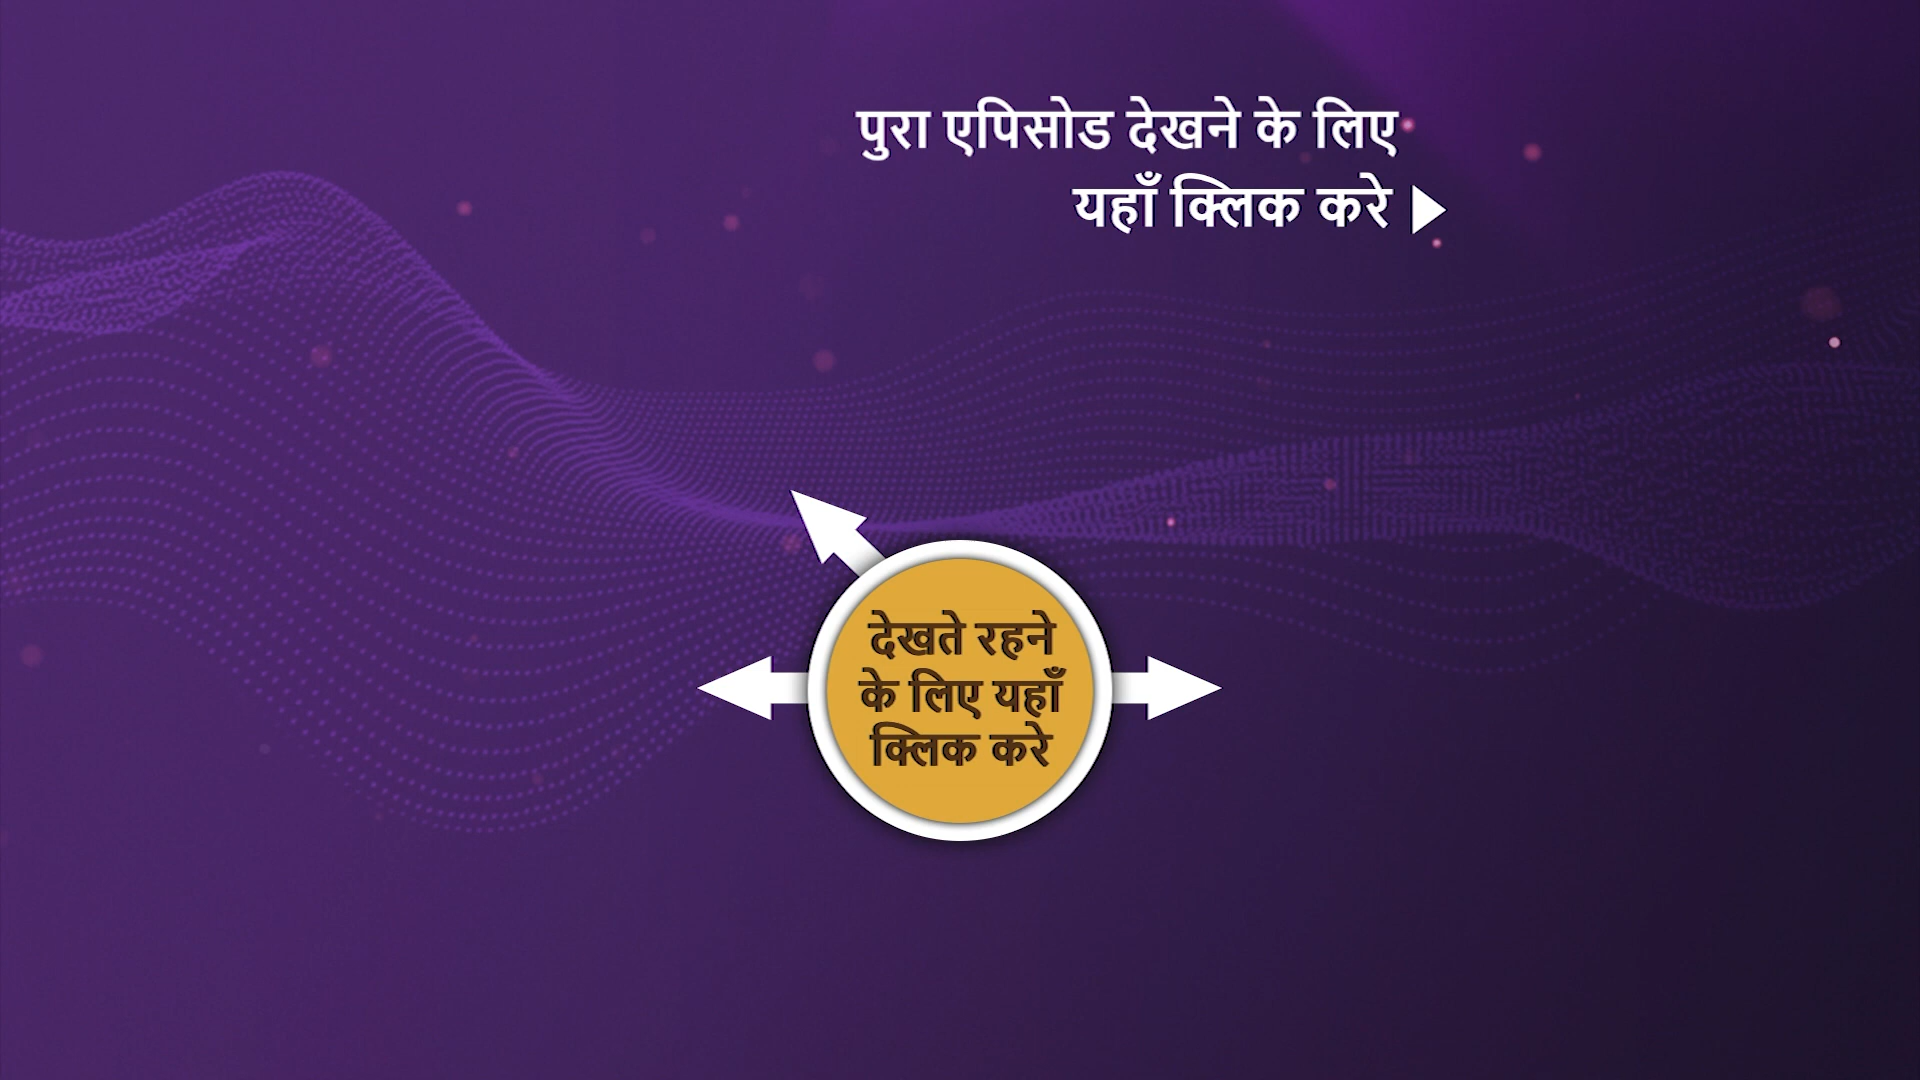 पुरा एपिसोड देखने के लिए
यहाँ क्लिक करे
देखते रहने
के लिए यहाँ
क्लिक करे